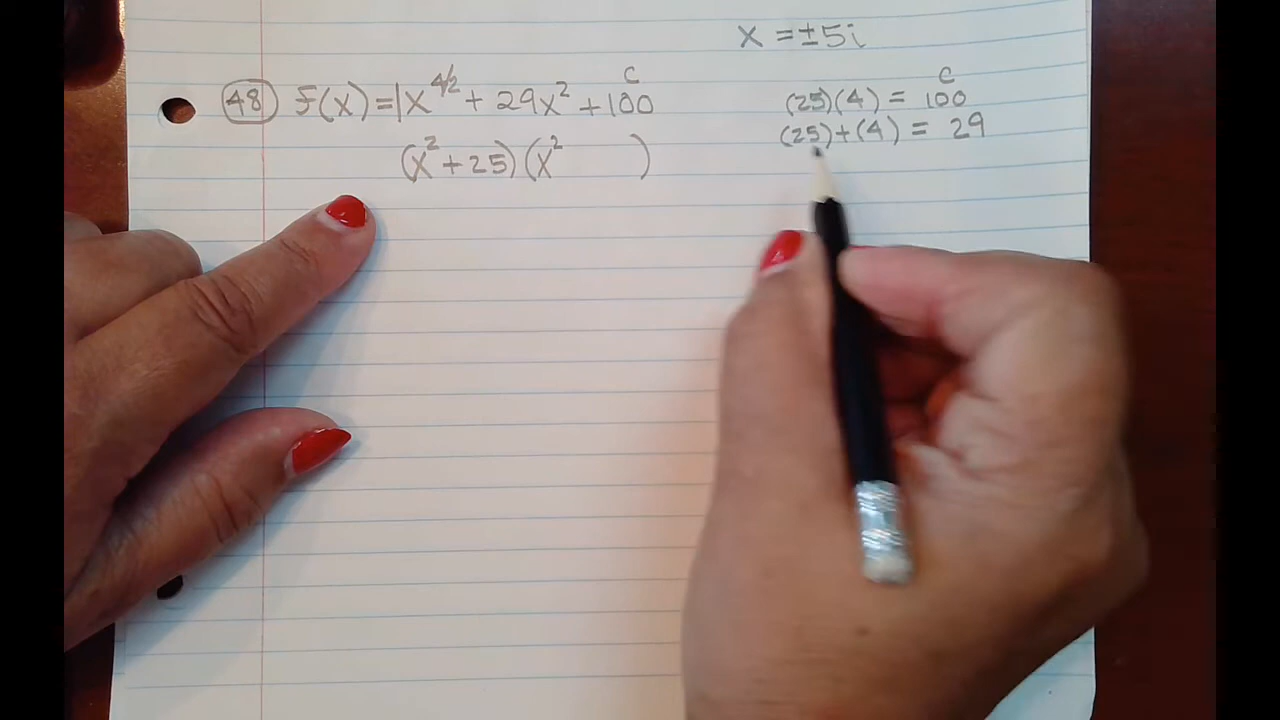 x = ±5i
48 f(x) = 1x^4/2 + 29x^2 + 100
C
(x^2 + 25)(x^2 )
C
(25)(4) = 100
(25)+(4) = 29